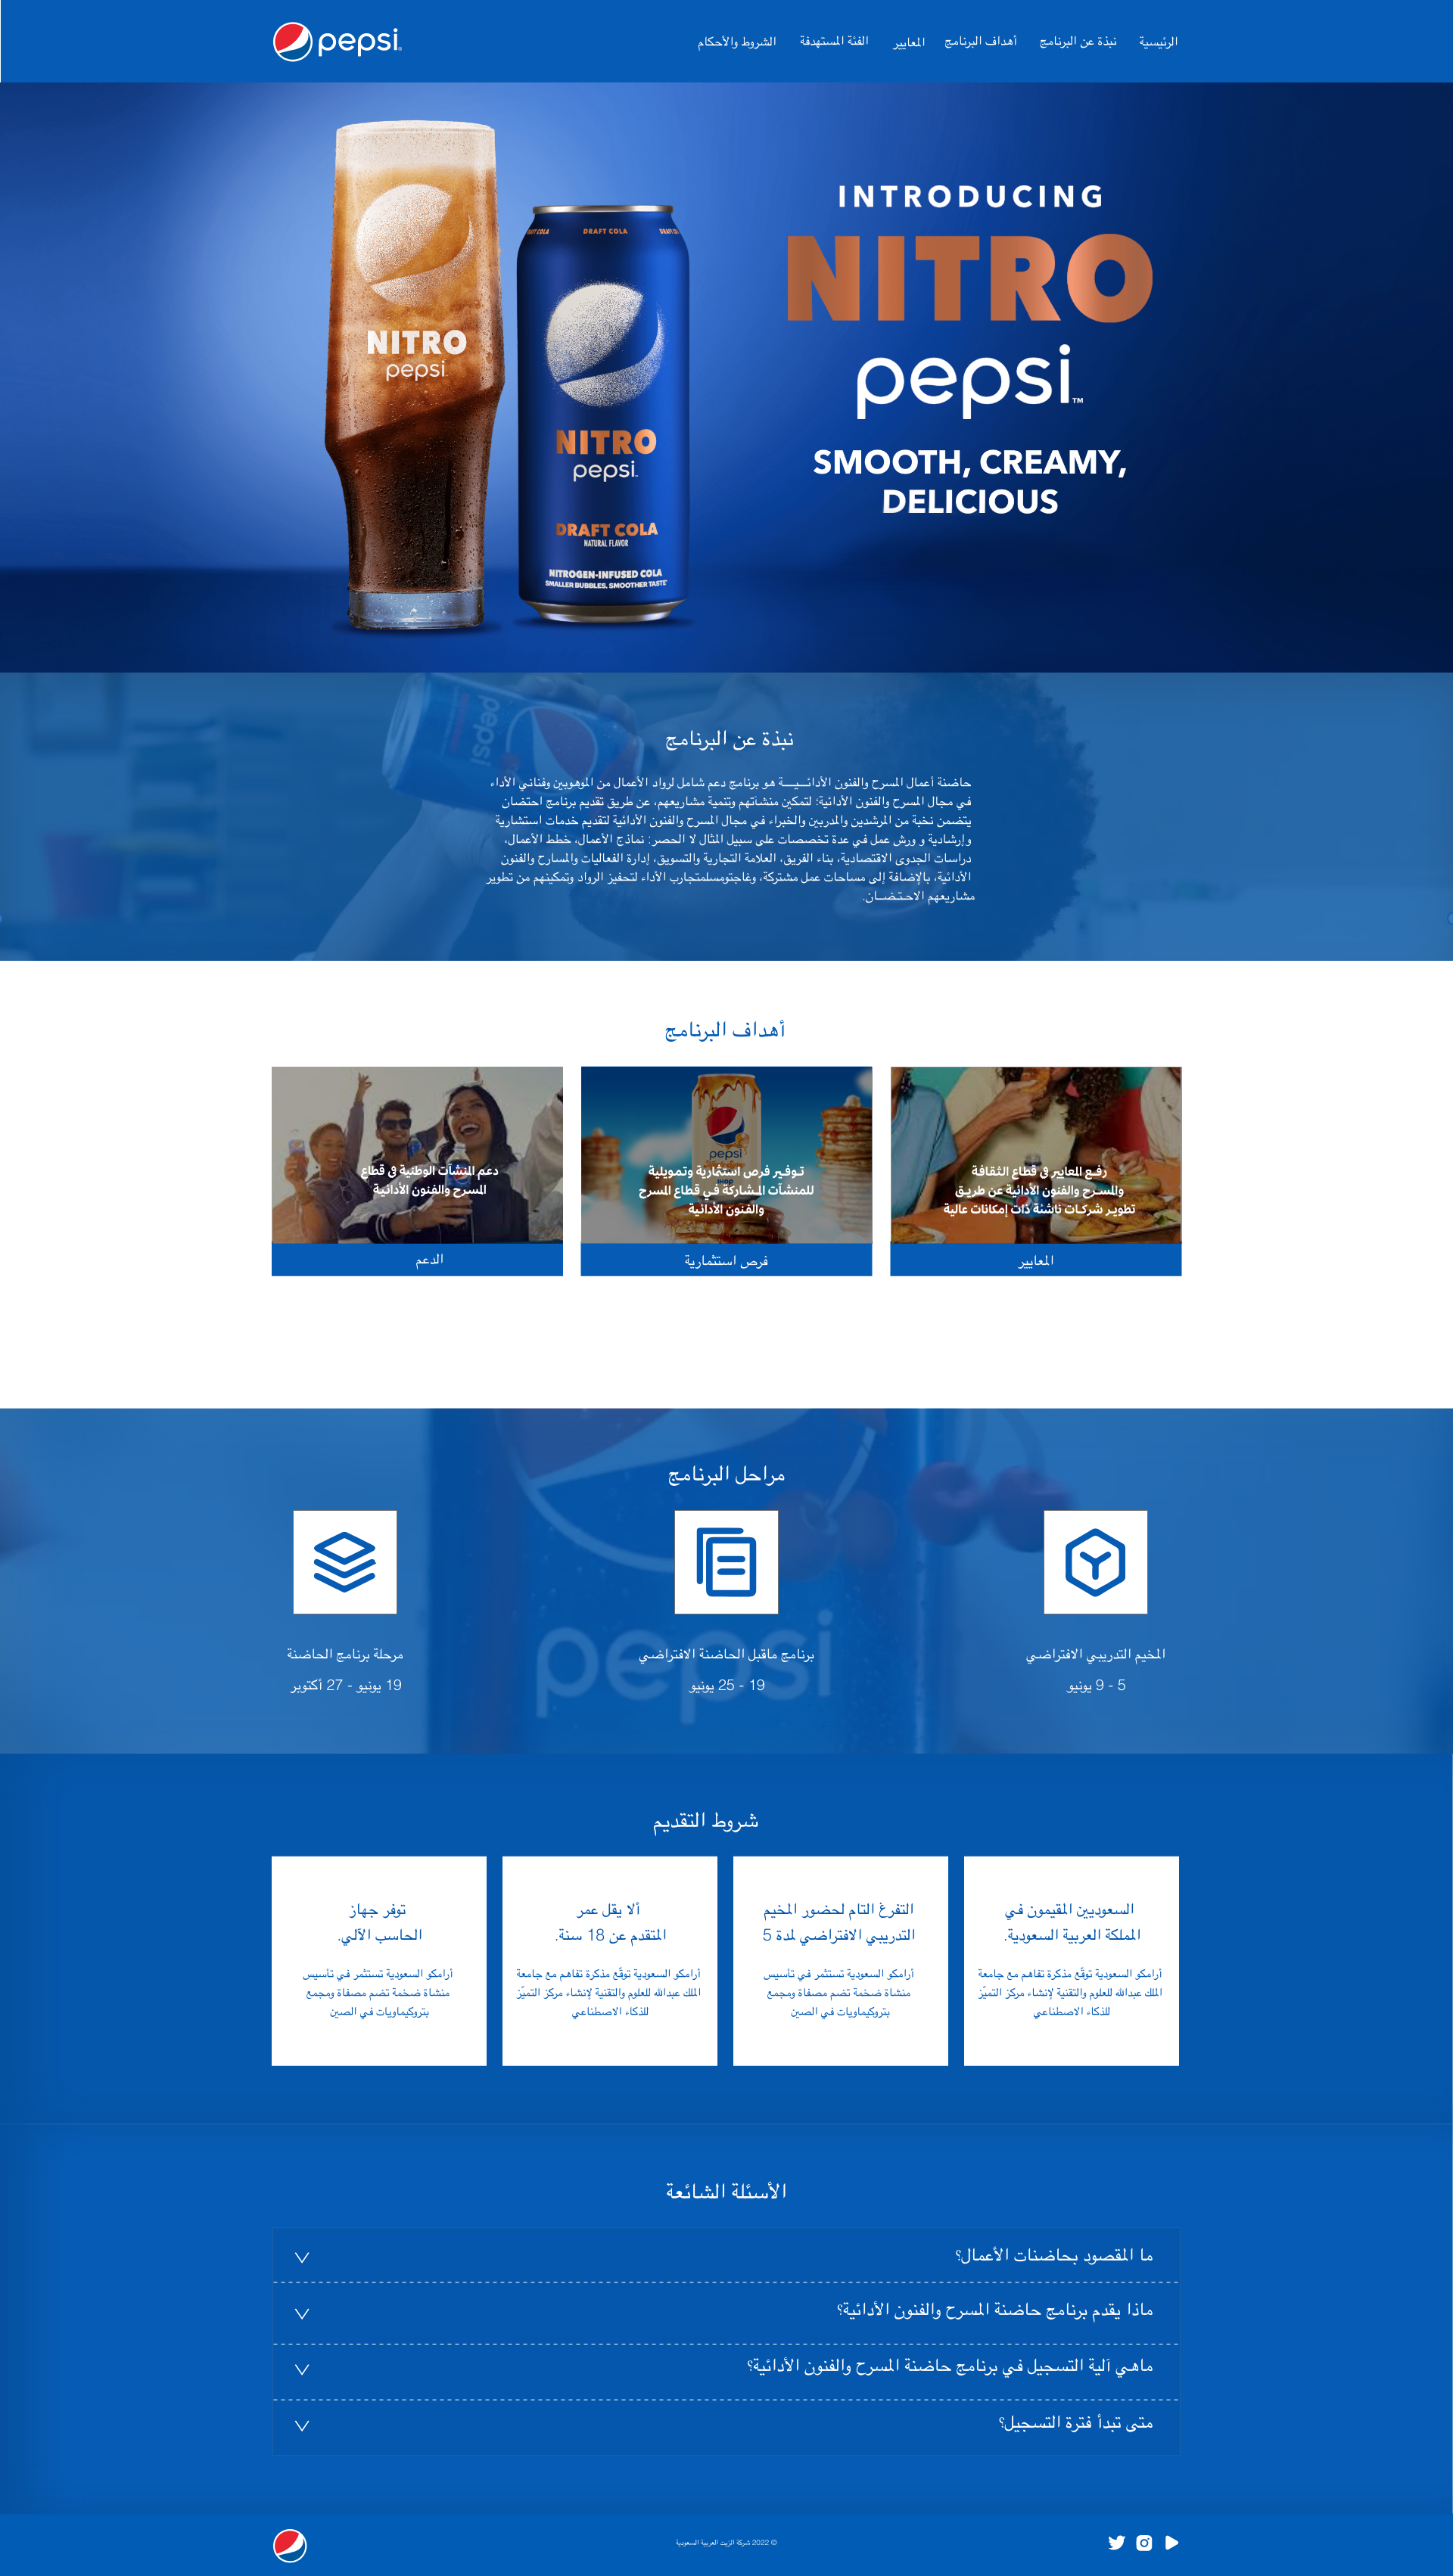 pepsi
الرئيسية
نبذة عن البرنامج
أهداف البرنامج
المعايير
الفئة المستهدفة
الشروط والأحكام
INTRODUCING
NITRO
pepsi™
SMOOTH, CREAMY,
DELICIOUS
NITRO
pepsi
DRAFT COLA
NITRO
pepsi
DRAFT COLA
NATURAL FLAVOR
NITROGEN-INFUSED COLA
SMALLER BUBBLES. SMOOTHER TASTE
pepsi
نبذة عن البرنامج
حاضنة أعمال المسرح والفنون الأدائــيــــة هو برنامج دعم شامل لرواد الأعمال من الموهوبين وفناني الأداء
في مجال المسرح والفنون الأدائية؛ لتمكين منشآتهم وتنمية مشاريعهم، عن طريق تقديم برنامج احتضان
يتضمن نخبة من المرشدين والمدربين والخبراء في مجال المسرح والفنون الأدائية لتقديم خدمات استشارية
وإرشادية و ورش عمل في عدة تخصصات على سبيل المثال لا الحصر: نماذج الأعمال، خطط الأعمال،
دراسات الجدوى الاقتصادية، بناء الفريق، العلامة التجارية والتسويق، إدارة الفعاليات والمسارح والفنون
الأدائية، بالإضافة إلى مساحات عمل مشتركة، وغاجتومسلمتجارب الأداء لتحفيز الرواد وتمكينهم من تطوير
مشاريعهم الاحـتـضــان.
أهداف البرنامج
رفـع المعايير في قطاع الثقافة
والمسـرح والفنون الأدائية عن طريـق
تطويـر شركـات ناشئة ذات إمكانات عالية
المعايير
pepsi
IHOP
تـوفـير فرص استثمارية وتمـويلية
للمنشآت المشاركة في قطاع المسرح
والفنون الأدائية
فرص استثمارية
دعم المنشآت الوطنية في قطاع
المسرح والفنون الأدائية
الدعم
مراحل البرنامج
المخيم التدريبي الافتراضي
5 - 9 يونيو
برنامج ماقبل الحاضنة الافتراضي
19 - 25 يونيو
مرحلة برنامج الحاضنة
19 يونيو - 27 أكتوبر
pepsi
شروط التقديم
السعوديين المقيمون في
المملكة العربية السعودية.
أرامكو السعودية توقّع مذكرة تفاهم مع جامعة
الملك عبدالله للعلوم والتقنية لإنشاء مركز التميّز
للذكاء الاصطناعي
التفرغ التام لحضور المخيم
التدريبي الافتراضي لمدة 5
أرامكو السعودية تستثمر في تأسيس
منشاة ضخمة تضم مصفاة ومجمع
بتروكيماويات في الصين
ألا يقل عمر
المتقدم عن 18 سنة.
أرامكو السعودية توقّع مذكرة تفاهم مع جامعة
الملك عبدالله للعلوم والتقنية لإنشاء مركز التميّز
للذكاء الاصطناعي
توفر جهاز
الحاسب الآلي.
أرامكو السعودية تستثمر في تأسيس
منشاة ضخمة تضم مصفاة ومجمع
بتروكيماويات في الصين
الأسئلة الشائعة
ما المقصود بحاضنات الأعمال؟
ماذا يقدم برنامج حاضنة المسرح والفنون الأدائية؟
ماهي آلية التسجيل في برنامج حاضنة المسرح والفنون الأدائية؟
متى تبدأ فترة التسجيل؟
© 2022 شركة الزيت العربية السعودية